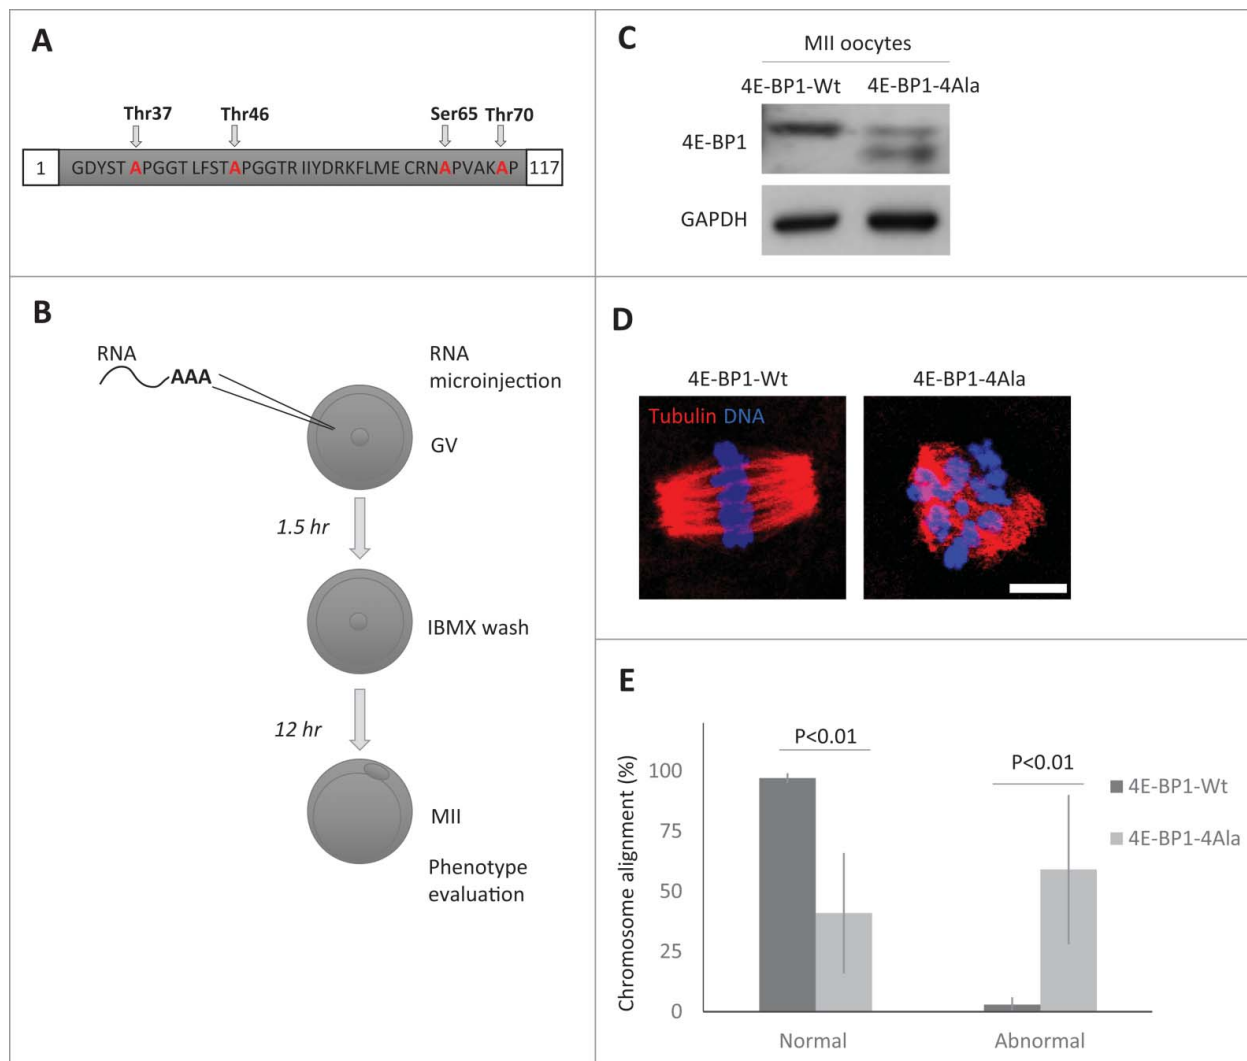 A
Thr37 Thr46 Ser65 Thr70
1 GDYST APGGT LFSTAPGGTR IIYDRKFLME CRNAPVAKAP 117
B
RNA
AAA
RNA
microinjection
GV
1.5 hr
IBMX wash
12 hr
MII
Phenotype
evaluation
C
MII oocytes
4E-BP1-Wt 4E-BP1-4Ala
4E-BP1
GAPDH
D
4E-BP1-Wt 4E-BP1-4Ala
Tubulin DNA
E
Chromosome alignment (%)
100
75
50
25
0
P<0.01
P<0.01
4E-BP1-Wt
4E-BP1-4Ala
Normal Abnormal